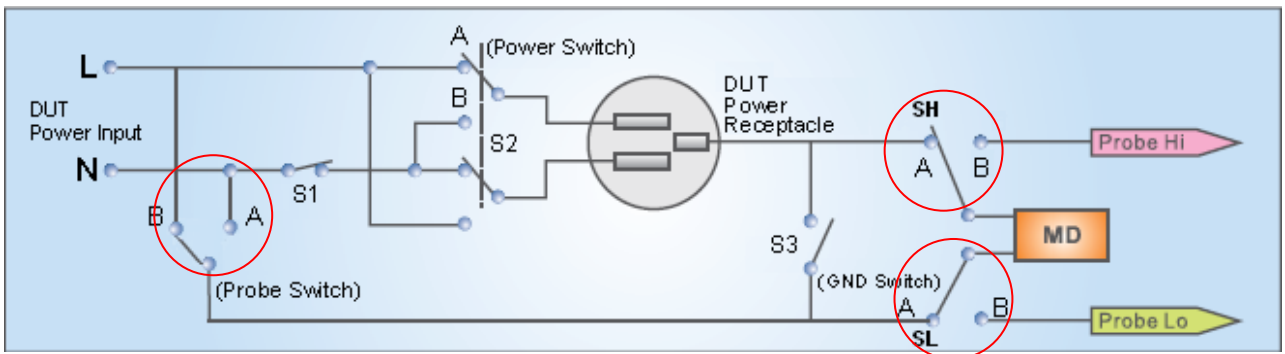 L
DUT
Power Input
N
B
A
(Probe Switch)
S1
A
(Power Switch)
B
S2
DUT
Power
Receptacle
S3
(GND Switch)
SH
A
B
Probe Hi
MD
A
B
SL
Probe Lo